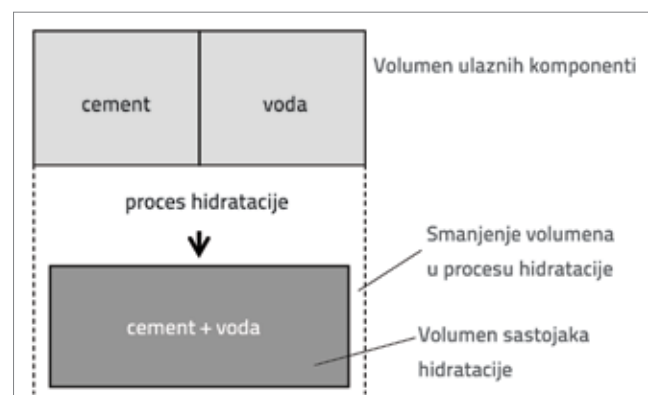 cement
voda
Volumen ulaznih komponenti
proces hidratacije
Smanjenje volumena
u procesu hidratacije
cement + voda
Volumen sastojaka
hidratacije